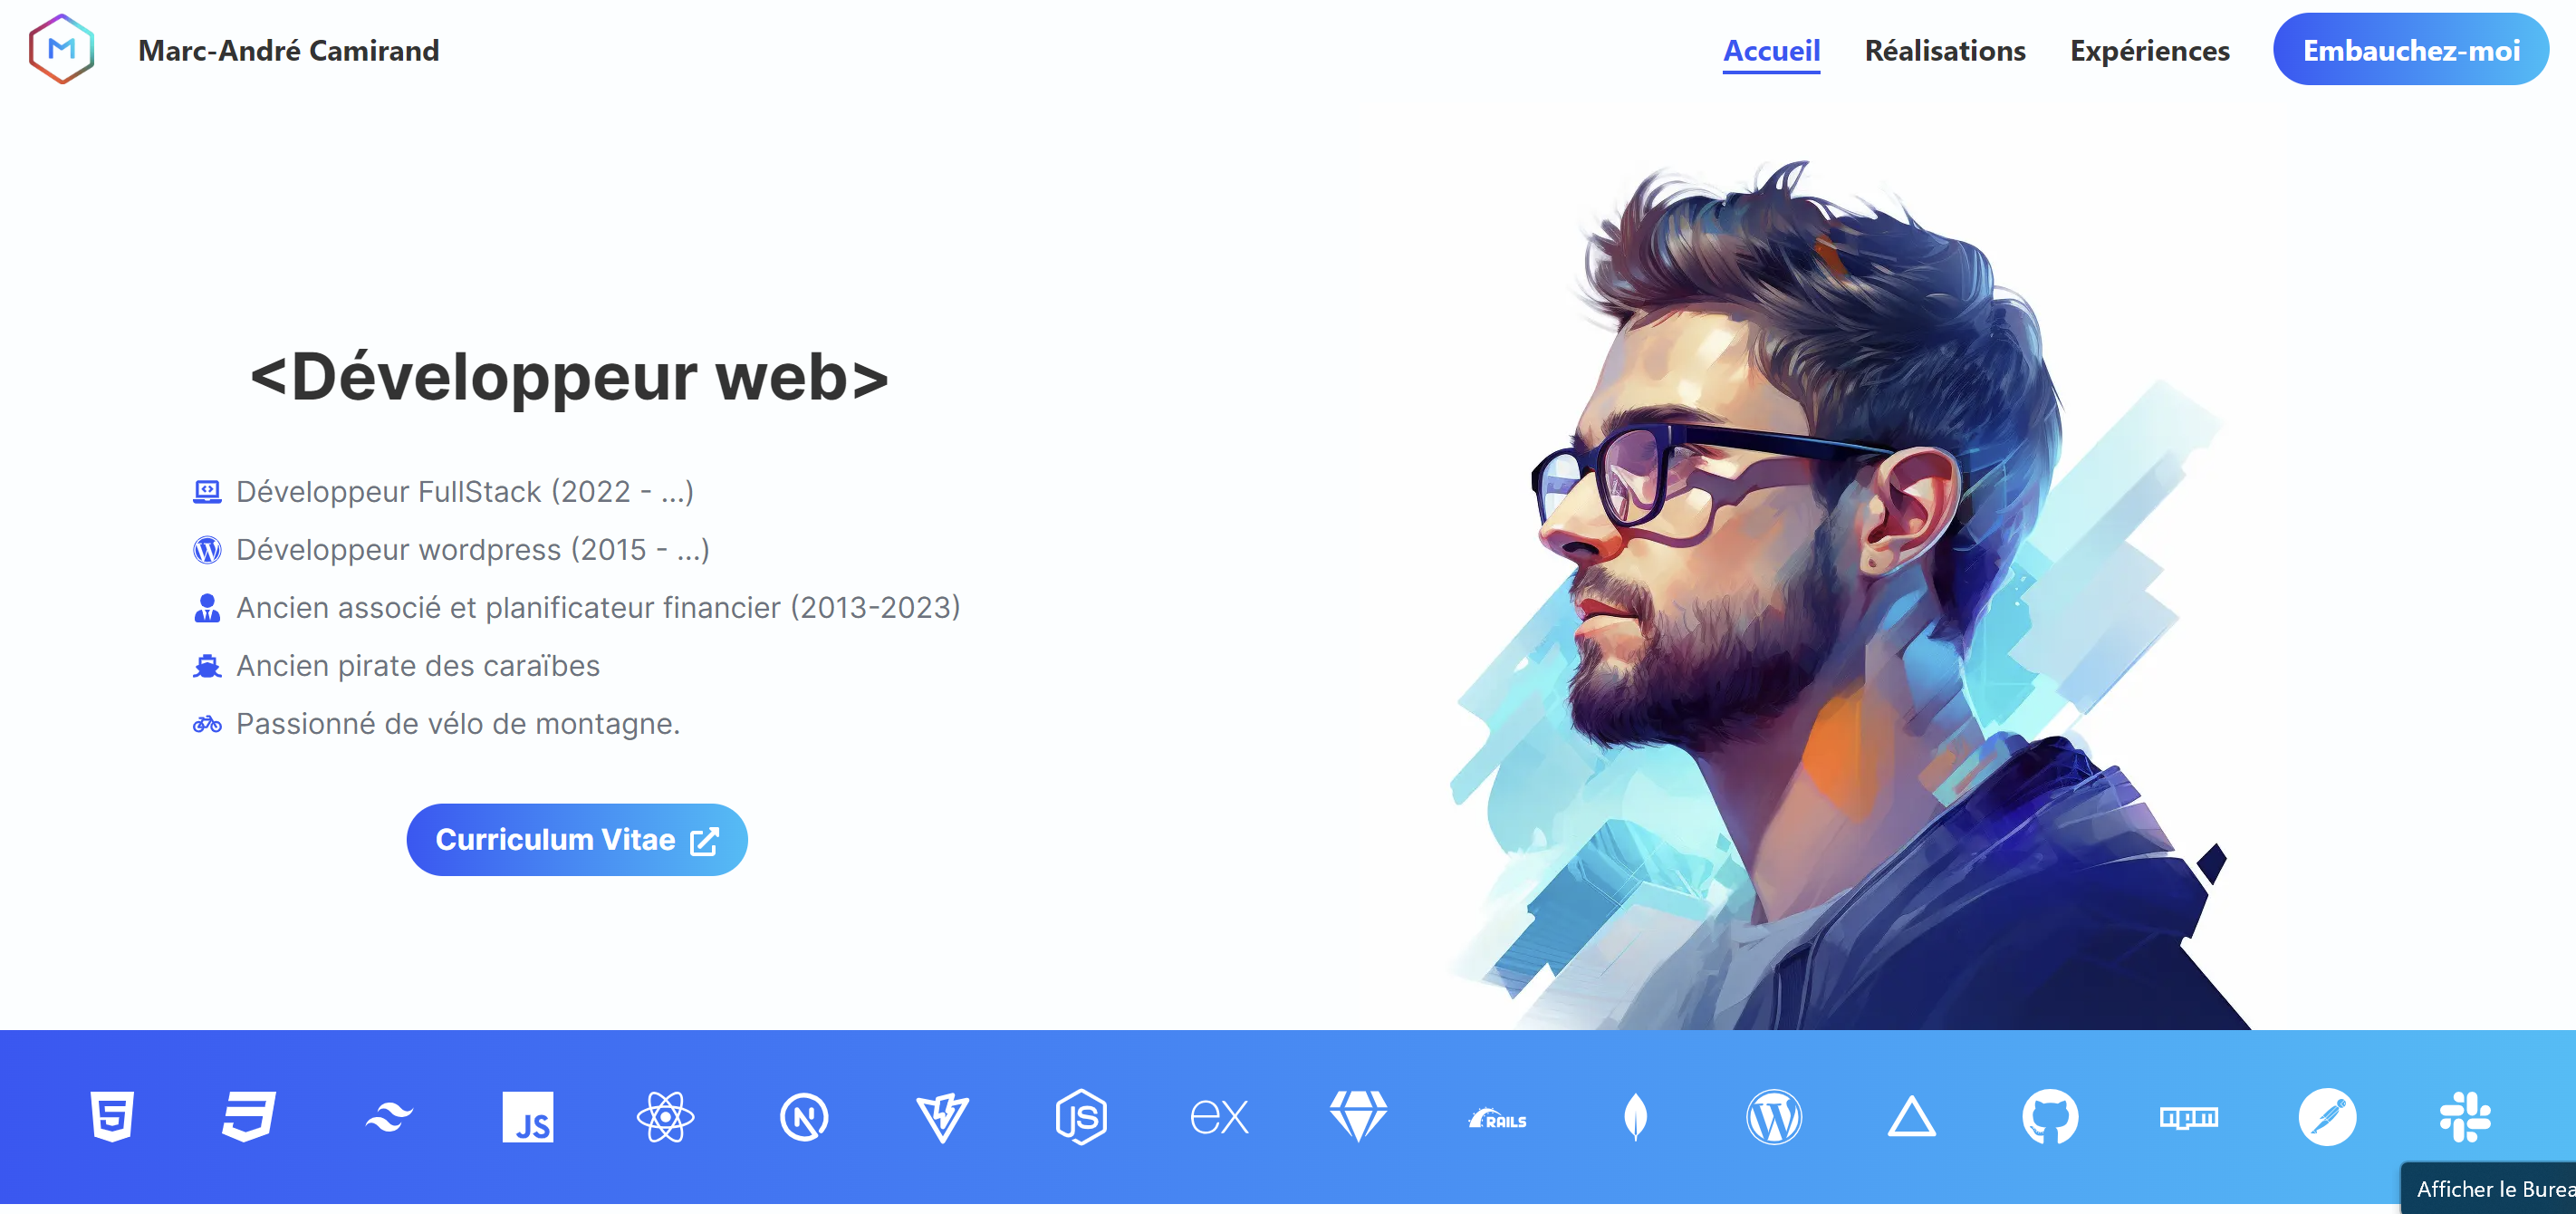 M
Marc-André Camirand
Accueil
Réalisations
Expériences
Embauchez-moi
<Développeur web>
Développeur FullStack (2022 - ...)
Développeur wordpress (2015 - ...)
Ancien associé et planificateur financier (2013-2023)
Ancien pirate des caraïbes
Passionné de vélo de montagne.
Curriculum Vitae
5 JS N JS ex RAILS W npm
Afficher le Burea